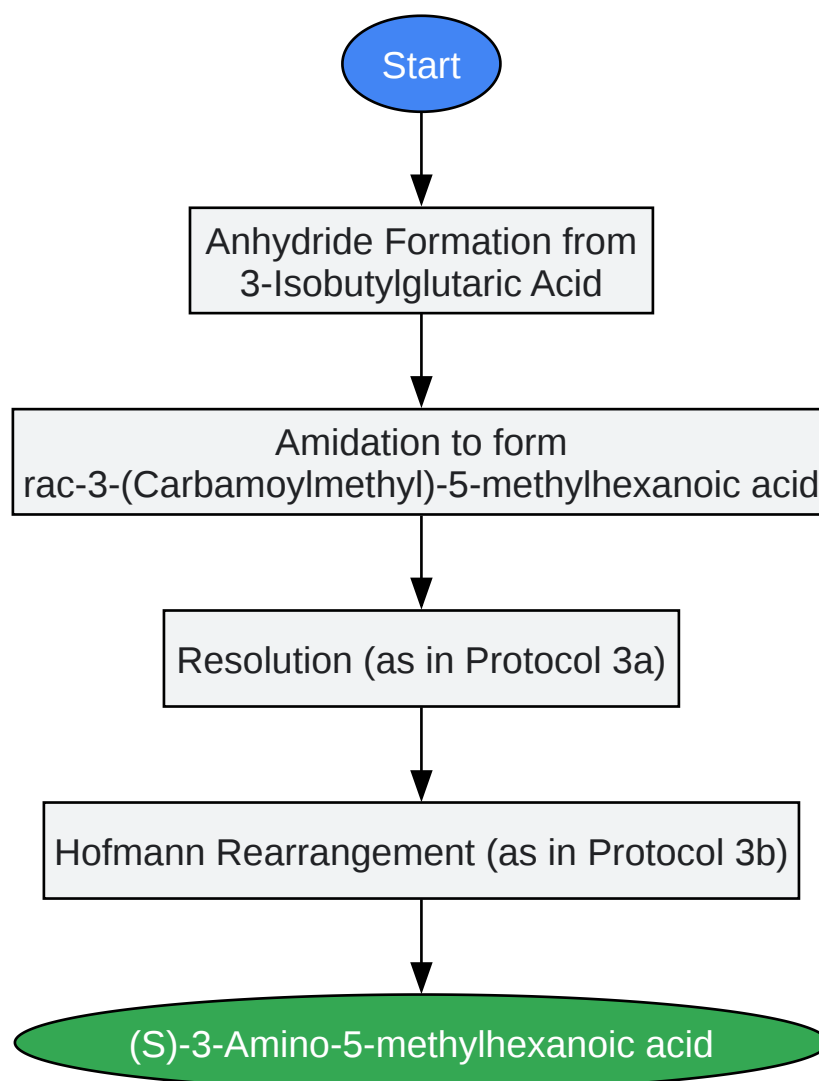 Start
Anhydride Formation from
3-Isobutylglutaric Acid
Amidation to form
rac-3-(Carbamoylmethyl)-5-methylhexanoic acid
Resolution (as in Protocol 3a)
Hofmann Rearrangement (as in Protocol 3b)
(S)-3-Amino-5-methylhexanoic acid